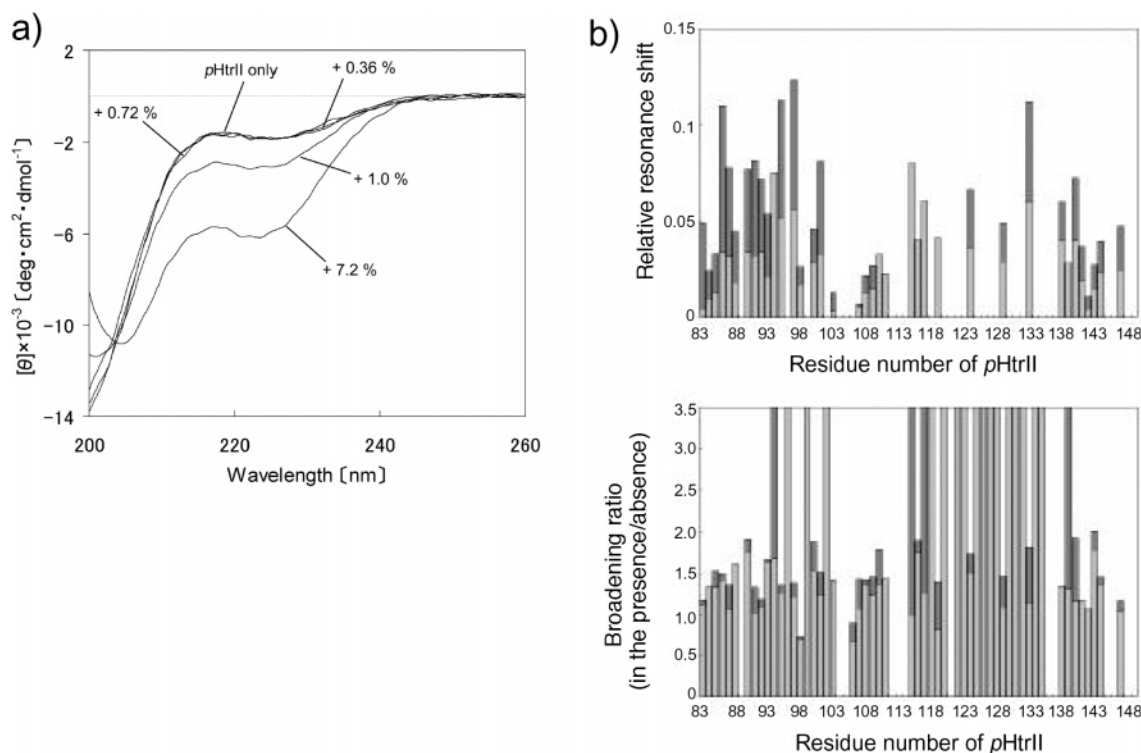 a)
2
−2
−6
−10
−14
[θ]×10⁻³ [deg・cm²・dmol⁻¹]
pHtrII only
+ 0.36 %
+ 0.72 %
+ 1.0 %
+ 7.2 %
200 220 240 260
Wavelength [nm]
b)
0.15
0.1
0.05
0
Relative resonance shift
83 88 93 98 103 108 113 118 123 128 133 138 143 148
Residue number of pHtrII
3.5
3.0
2.5
2.0
1.5
1.0
0.5
0
Broadening ratio
(in the presence/absence)
83 88 93 98 103 108 113 118 123 128 133 138 143 148
Residue number of pHtrII